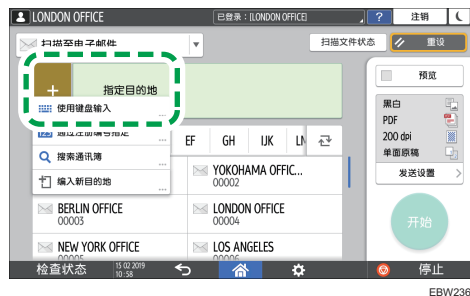 LONDON OFFICE
已登录：[LONDON OFFICE]
?
注销
扫描至电子邮件
扫描文件状态
重设
+
指定目的地
预览
使用键盘输入
通过注册编号指定
搜索通讯簿
编入新目的地
EF
GH
IJK
黑白
PDF
200 dpi
单面原稿
发送设置
开始
YOKOHAMA OFFIC...
00002
BERLIN OFFICE
00003
LONDON OFFICE
00004
NEW YORK OFFICE
LOS ANGELES
检查状态
15 02 2019
10 : 58
停止
EBW236